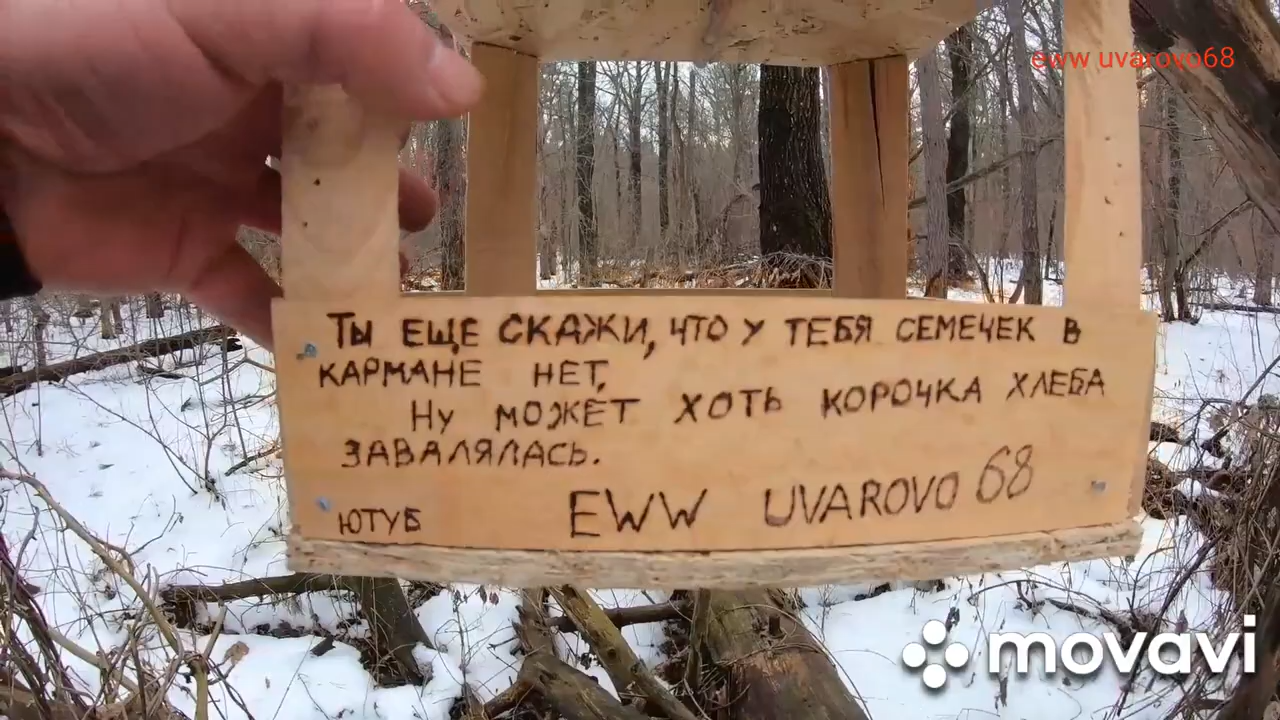 eww uvarovo68
Ты ЕЩЕ СКАЖИ, ЧТО У ТЕБЯ СЕМЕЧЕК В
КАРМАНЕ НЕТ,
Ну МОЖЕТ ХОТЬ КОРОЧКА ХЛЕБА
ЗАВАЛЯЛАСЬ.
ЮТУБ EWW UVAROVO 68
movavi